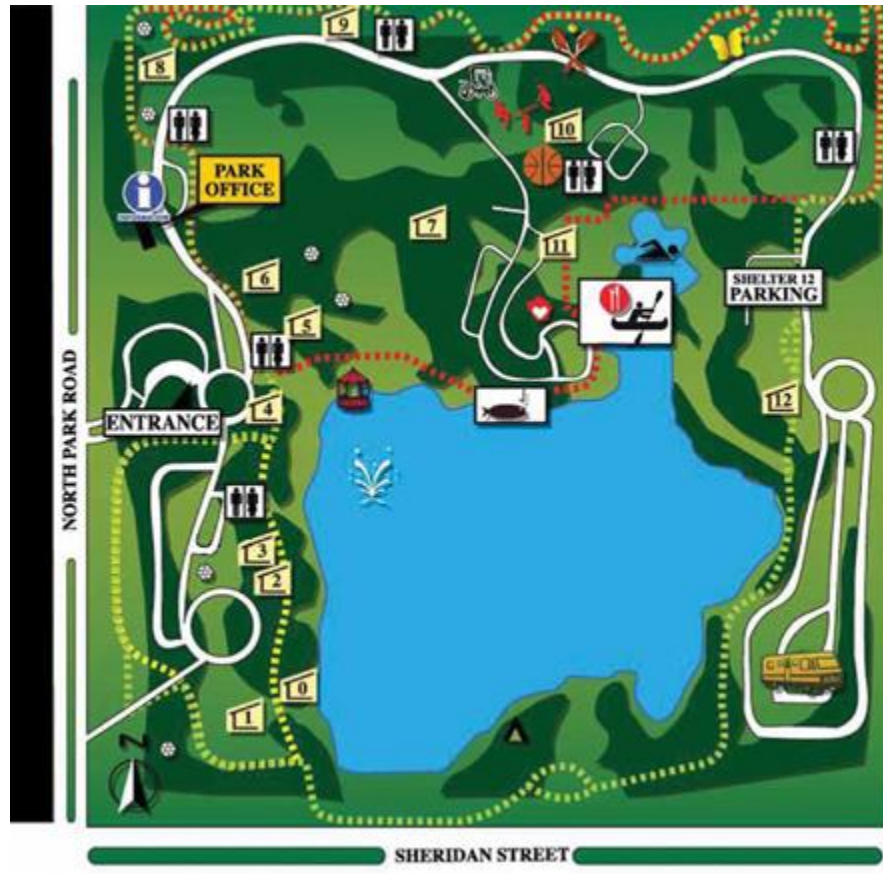 9
8
10
PARK
OFFICE
INFORMATION
7
11
6
SHELTER 12
PARKING
5
12
4
ENTRANCE
3
2
0
1
N
NORTH PARK ROAD
SHERIDAN STREET